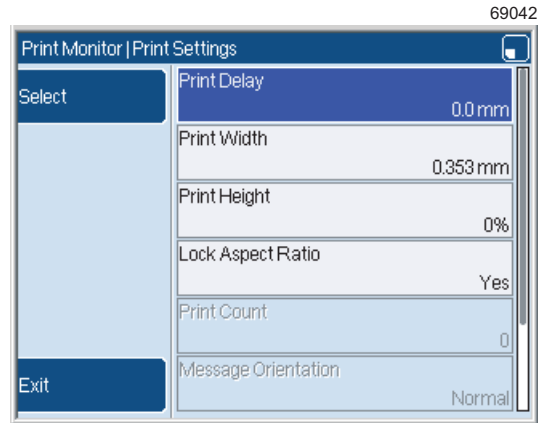 69042
Print Monitor | Print Settings
Select
Print Delay
0.0 mm
Print Width
0.353 mm
Print Height
0%
Lock Aspect Ratio
Yes
Print Count
0
Message Orientation
Normal
Exit